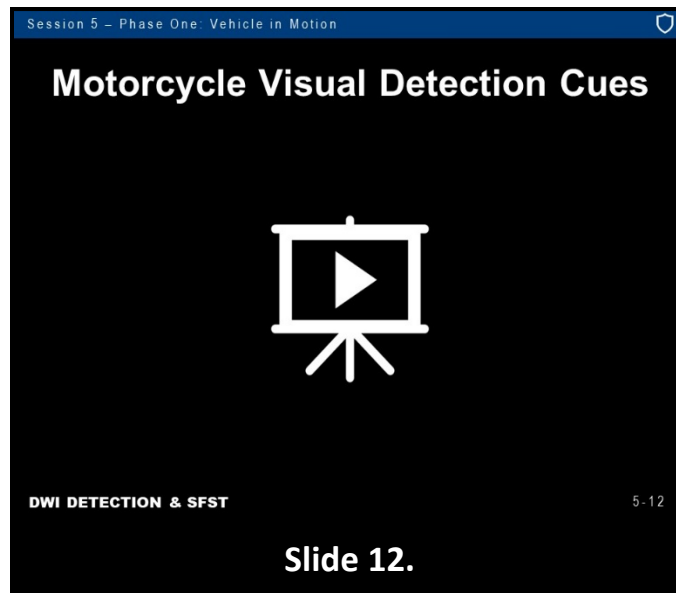 Session 5 – Phase One: Vehicle in Motion
Motorcycle Visual Detection Cues
DWI DETECTION & SFST
5-12
Slide 12.